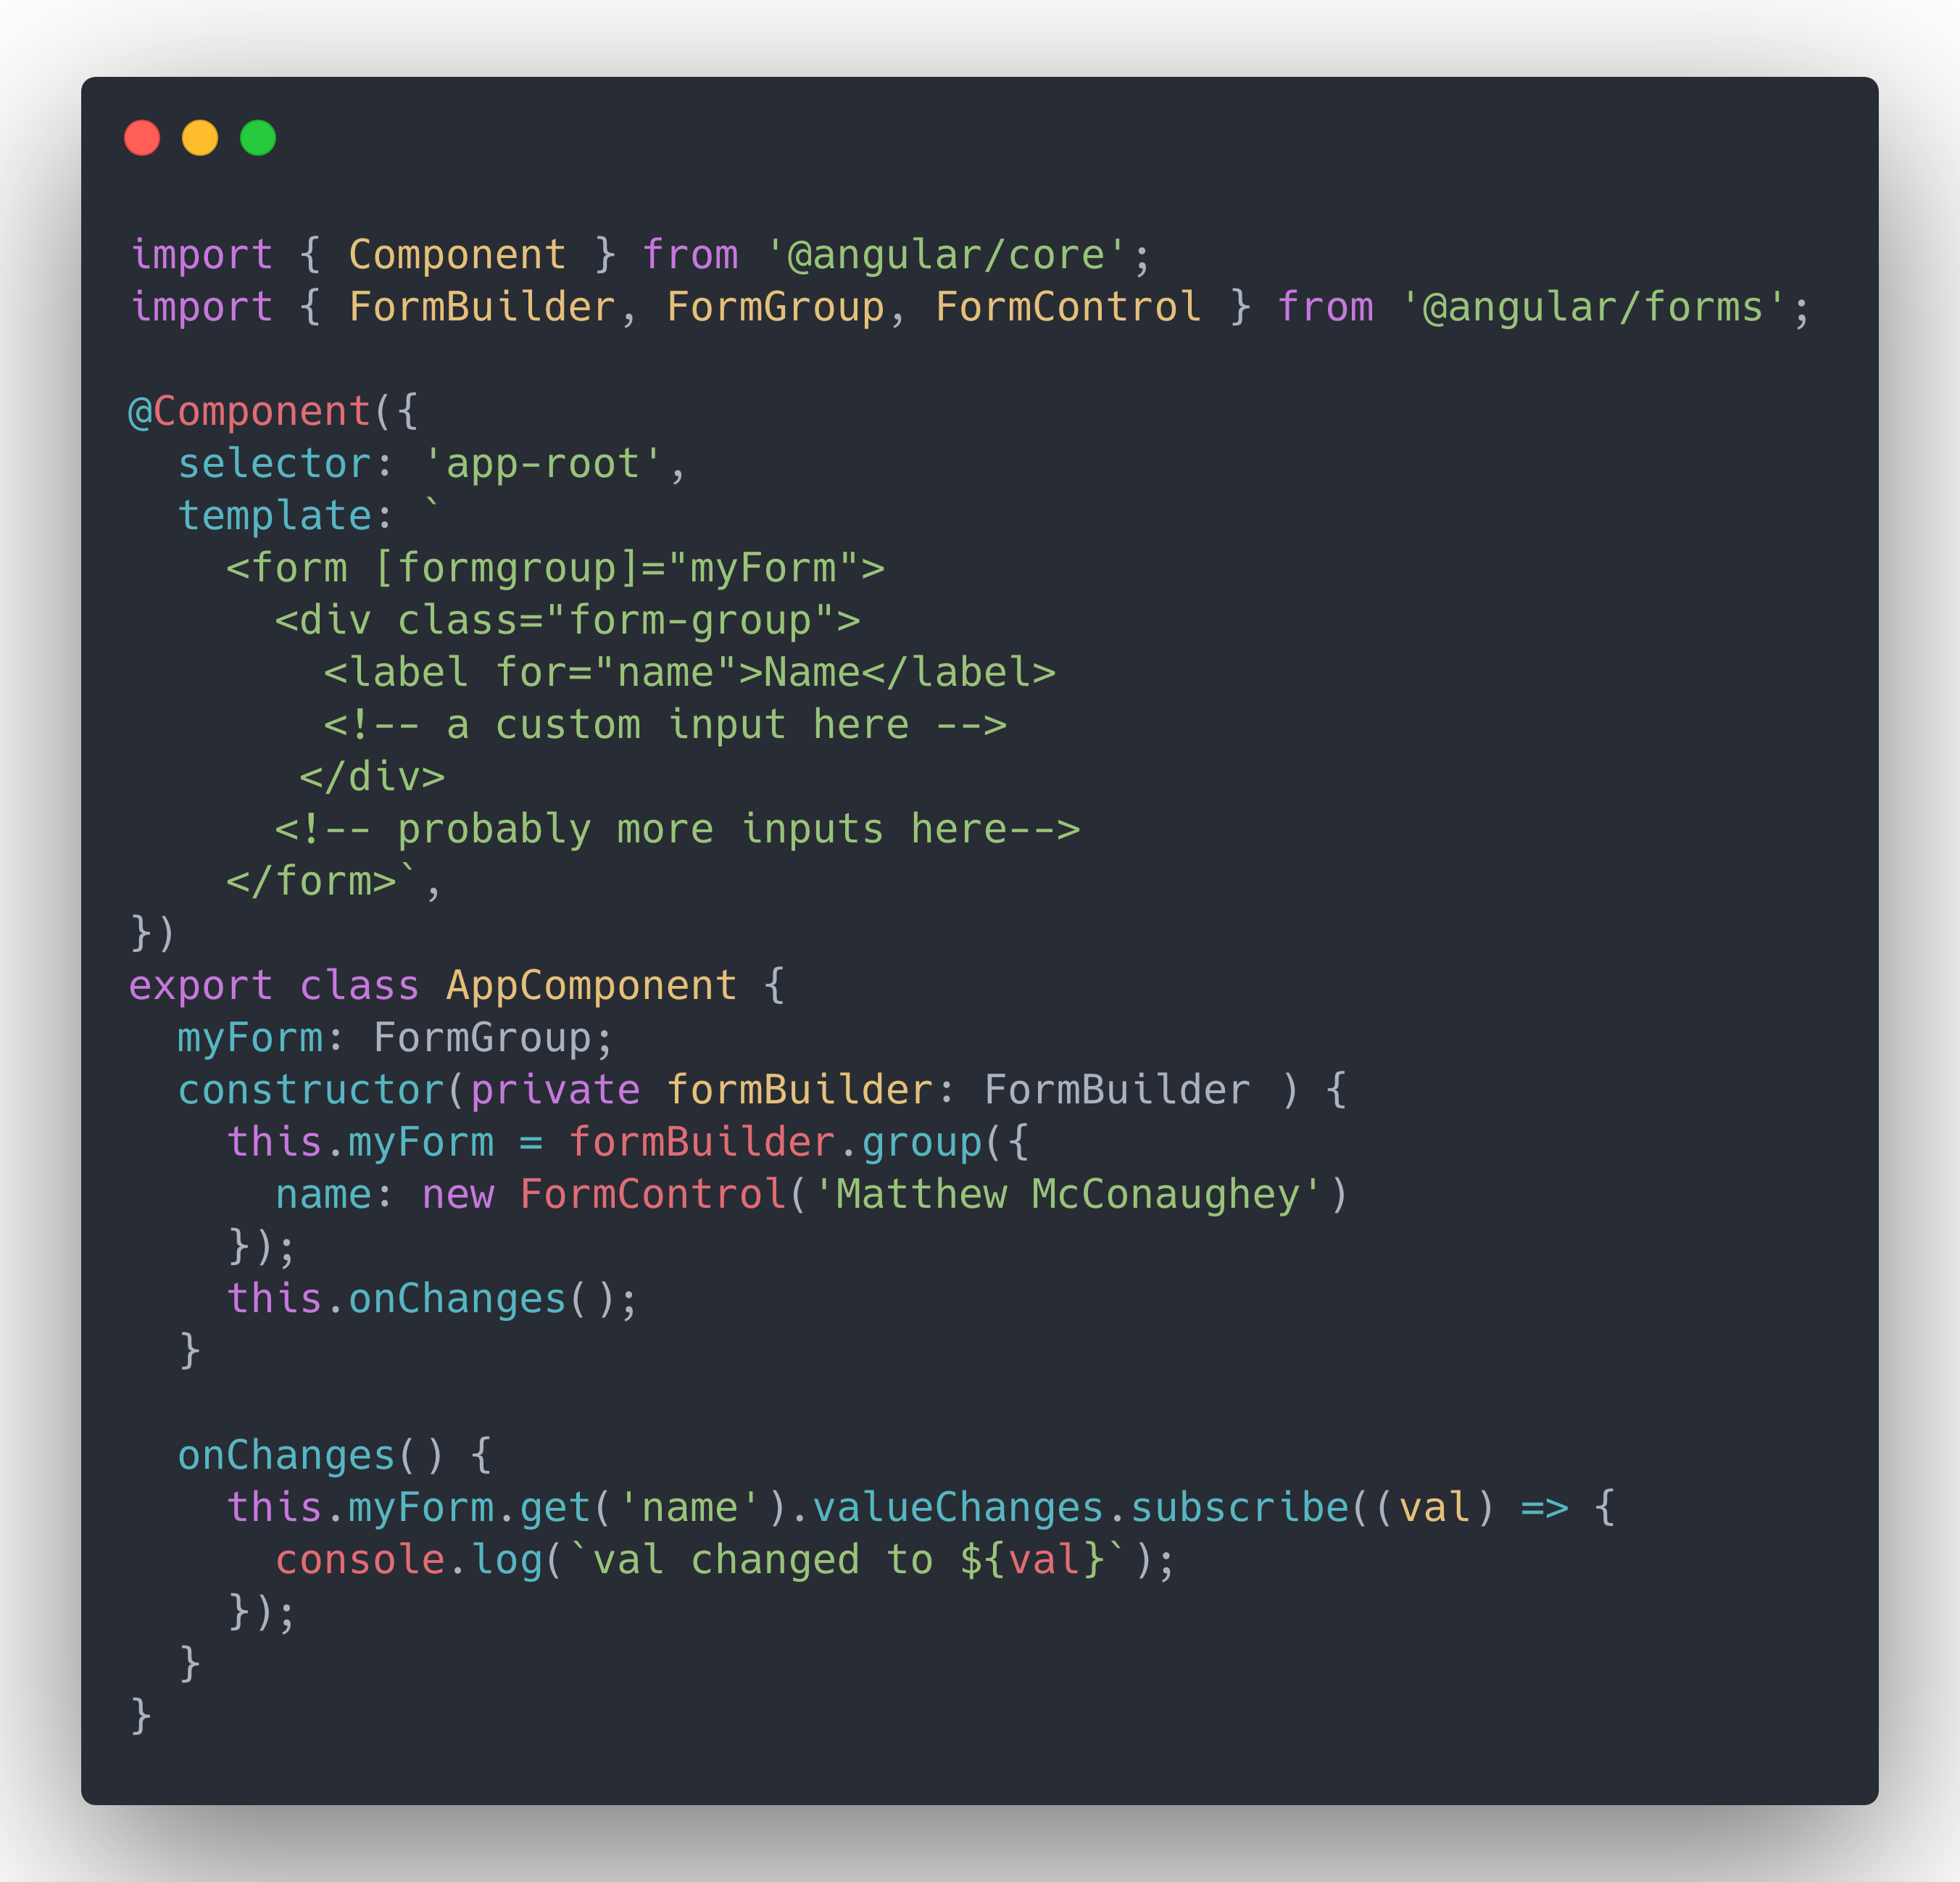 import { Component } from '@angular/core';
import { FormBuilder, FormGroup, FormControl } from '@angular/forms';

@Component({
  selector: 'app-root',
  template: `
    <form [formgroup]="myForm">
      <div class="form-group">
        <label for="name">Name</label>
        <!-- a custom input here -->
       </div>
      <!-- probably more inputs here-->
    </form>`,
})
export class AppComponent {
  myForm: FormGroup;
  constructor(private formBuilder: FormBuilder ) {
    this.myForm = formBuilder.group({
      name: new FormControl('Matthew McConaughey')
    });
    this.onChanges();
  }

  onChanges() {
    this.myForm.get('name').valueChanges.subscribe((val) => {
      console.log(`val changed to ${val}`);
    });
  }
}